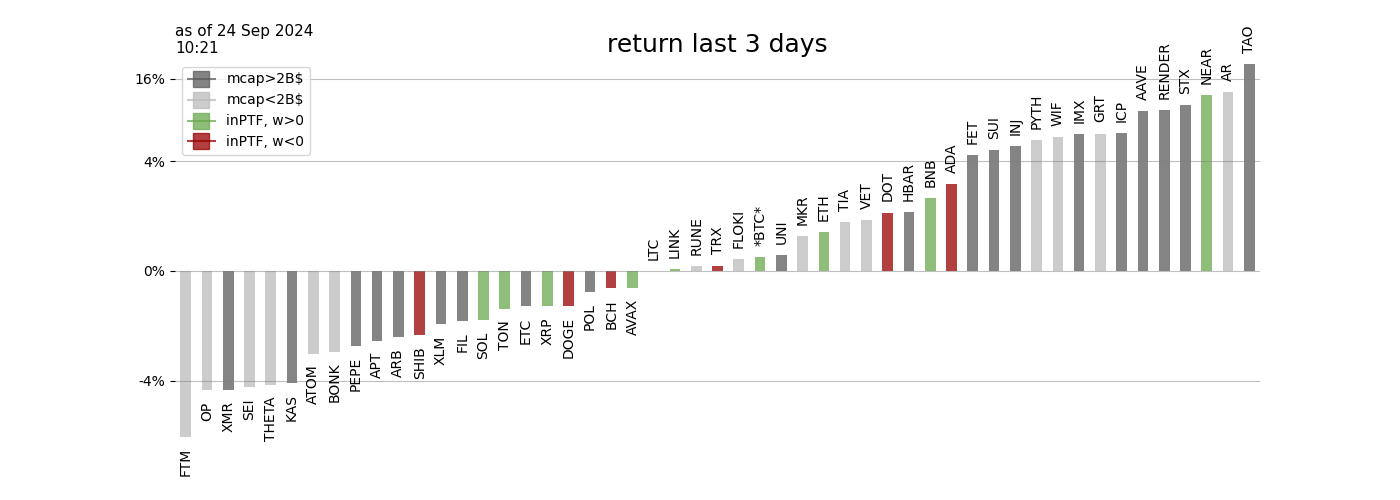 as of 24 Sep 2024
10:21
return last 3 days
mcap>2B$
mcap<2B$
inPTF, w>0
inPTF, w<0
16%
4%
0%
-4%
FTM
OP
XMR
SEI
THETA
KAS
ATOM
BONK
PEPE
APT
ARB
SHIB
XLM
FIL
SOL
TON
ETC
XRP
DOGE
POL
BCH
AVAX
LTC
LINK
RUNE
TRX
FLOKI
*BTC*
UNI
MKR
ETH
TIA
VET
DOT
HBAR
BNB
ADA
FET
SUI
INJ
PYTH
WIF
IMX
GRT
ICP
AAVE
RENDER
STX
NEAR
AR
TAO